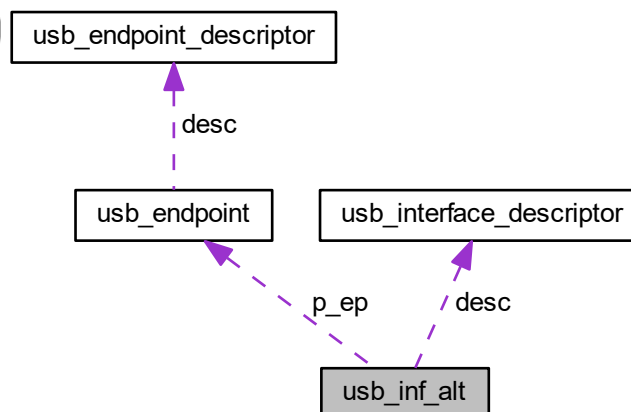 usb_endpoint_descriptor
desc
usb_endpoint
usb_interface_descriptor
p_ep
desc
usb_inf_alt